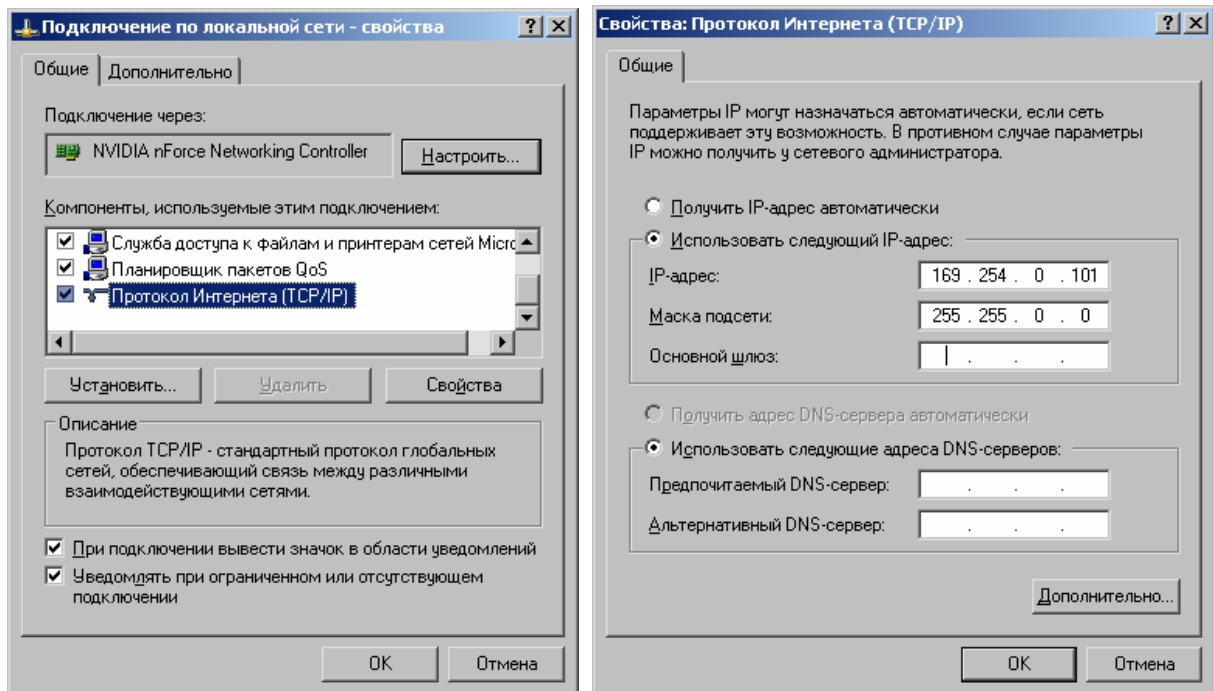 Подключение по локальной сети - свойства
Общие
Дополнительно
Подключение через:
NVIDIA nForce Networking Controller
Настроить...
Компоненты, используемые этим подключением:
Служба доступа к файлам и принтерам сетей Micro
Планировщик пакетов QoS
Протокол Интернета (TCP/IP)
Установить...
Удалить
Свойства
Описание
Протокол TCP/IP - стандартный протокол глобальных
сетей, обеспечивающий связь между различными
взаимодействующими сетями.
При подключении вывести значок в области уведомлений
Уведомлять при ограниченном или отсутствующем
подключении
OK
Отмена
Свойства: Протокол Интернета (TCP/IP)
Общие
Параметры IP могут назначаться автоматически, если сеть
поддерживает эту возможность. В противном случае параметры
IP можно получить у сетевого администратора.
Получить IP-адрес автоматически
Использовать следующий IP-адрес:
IP-адрес:
169 . 254 . 0 . 101
Маска подсети:
255 . 255 . 0 . 0
Основной шлюз:
. . .
Получить адрес DNS-сервера автоматически
Использовать следующие адреса DNS-серверов:
Предпочитаемый DNS-сервер:
. . .
Альтернативный DNS-сервер:
. . .
Дополнительно...
OK
Отмена